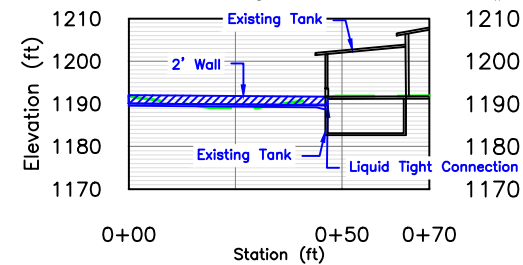 1210
Existing Tank
1210
1200
2' Wall
1200
1190
1190
1180
Existing Tank
1180
Liquid Tight Connection
1170
1170
Elevation (ft)
0+00
0+50
0+70
Station (ft)